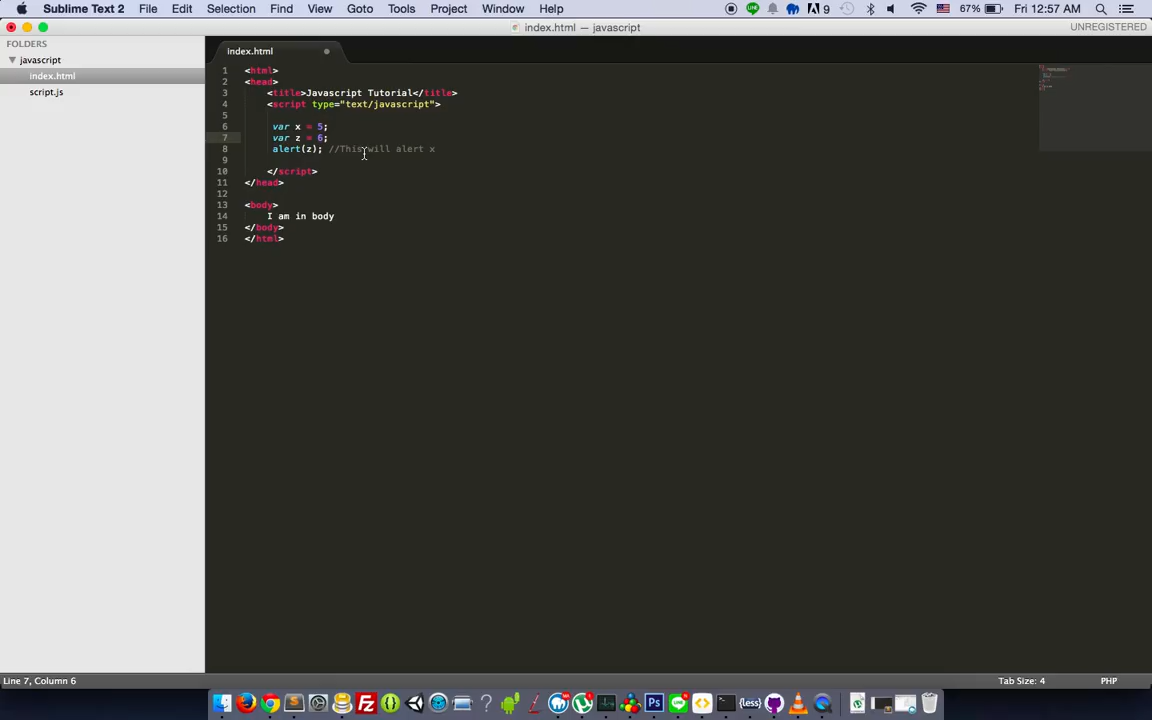 Sublime Text 2 File Edit Selection Find View Goto Tools Project Window Help 9 67% Fri 12:57 AM
index.html — javascript UNREGISTERED
FOLDERS
javascript
index.html
script.js
index.html
1 <html>
2 <head>
3 <title>Javascript Tutorial</title>
4 <script type="text/javascript">
5
6 var x = 5;
7 var z = 6;
8 alert(z); //This will alert x
9
10 </script>
11 </head>
12
13 <body>
14 I am in body
15 </body>
16 </html>
Line 7, Column 6 Tab Size: 4 PHP